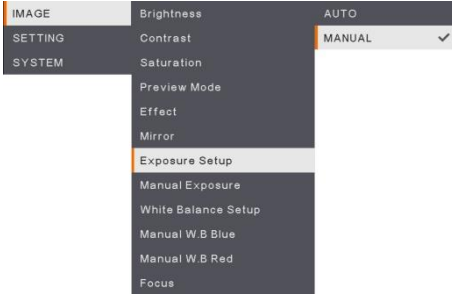 IMAGE
SETTING
SYSTEM
Brightness
Contrast
Saturation
Preview Mode
Effect
Mirror
Exposure Setup
Manual Exposure
White Balance Setup
Manual W.B Blue
Manual W.B Red
Focus
AUTO
MANUAL